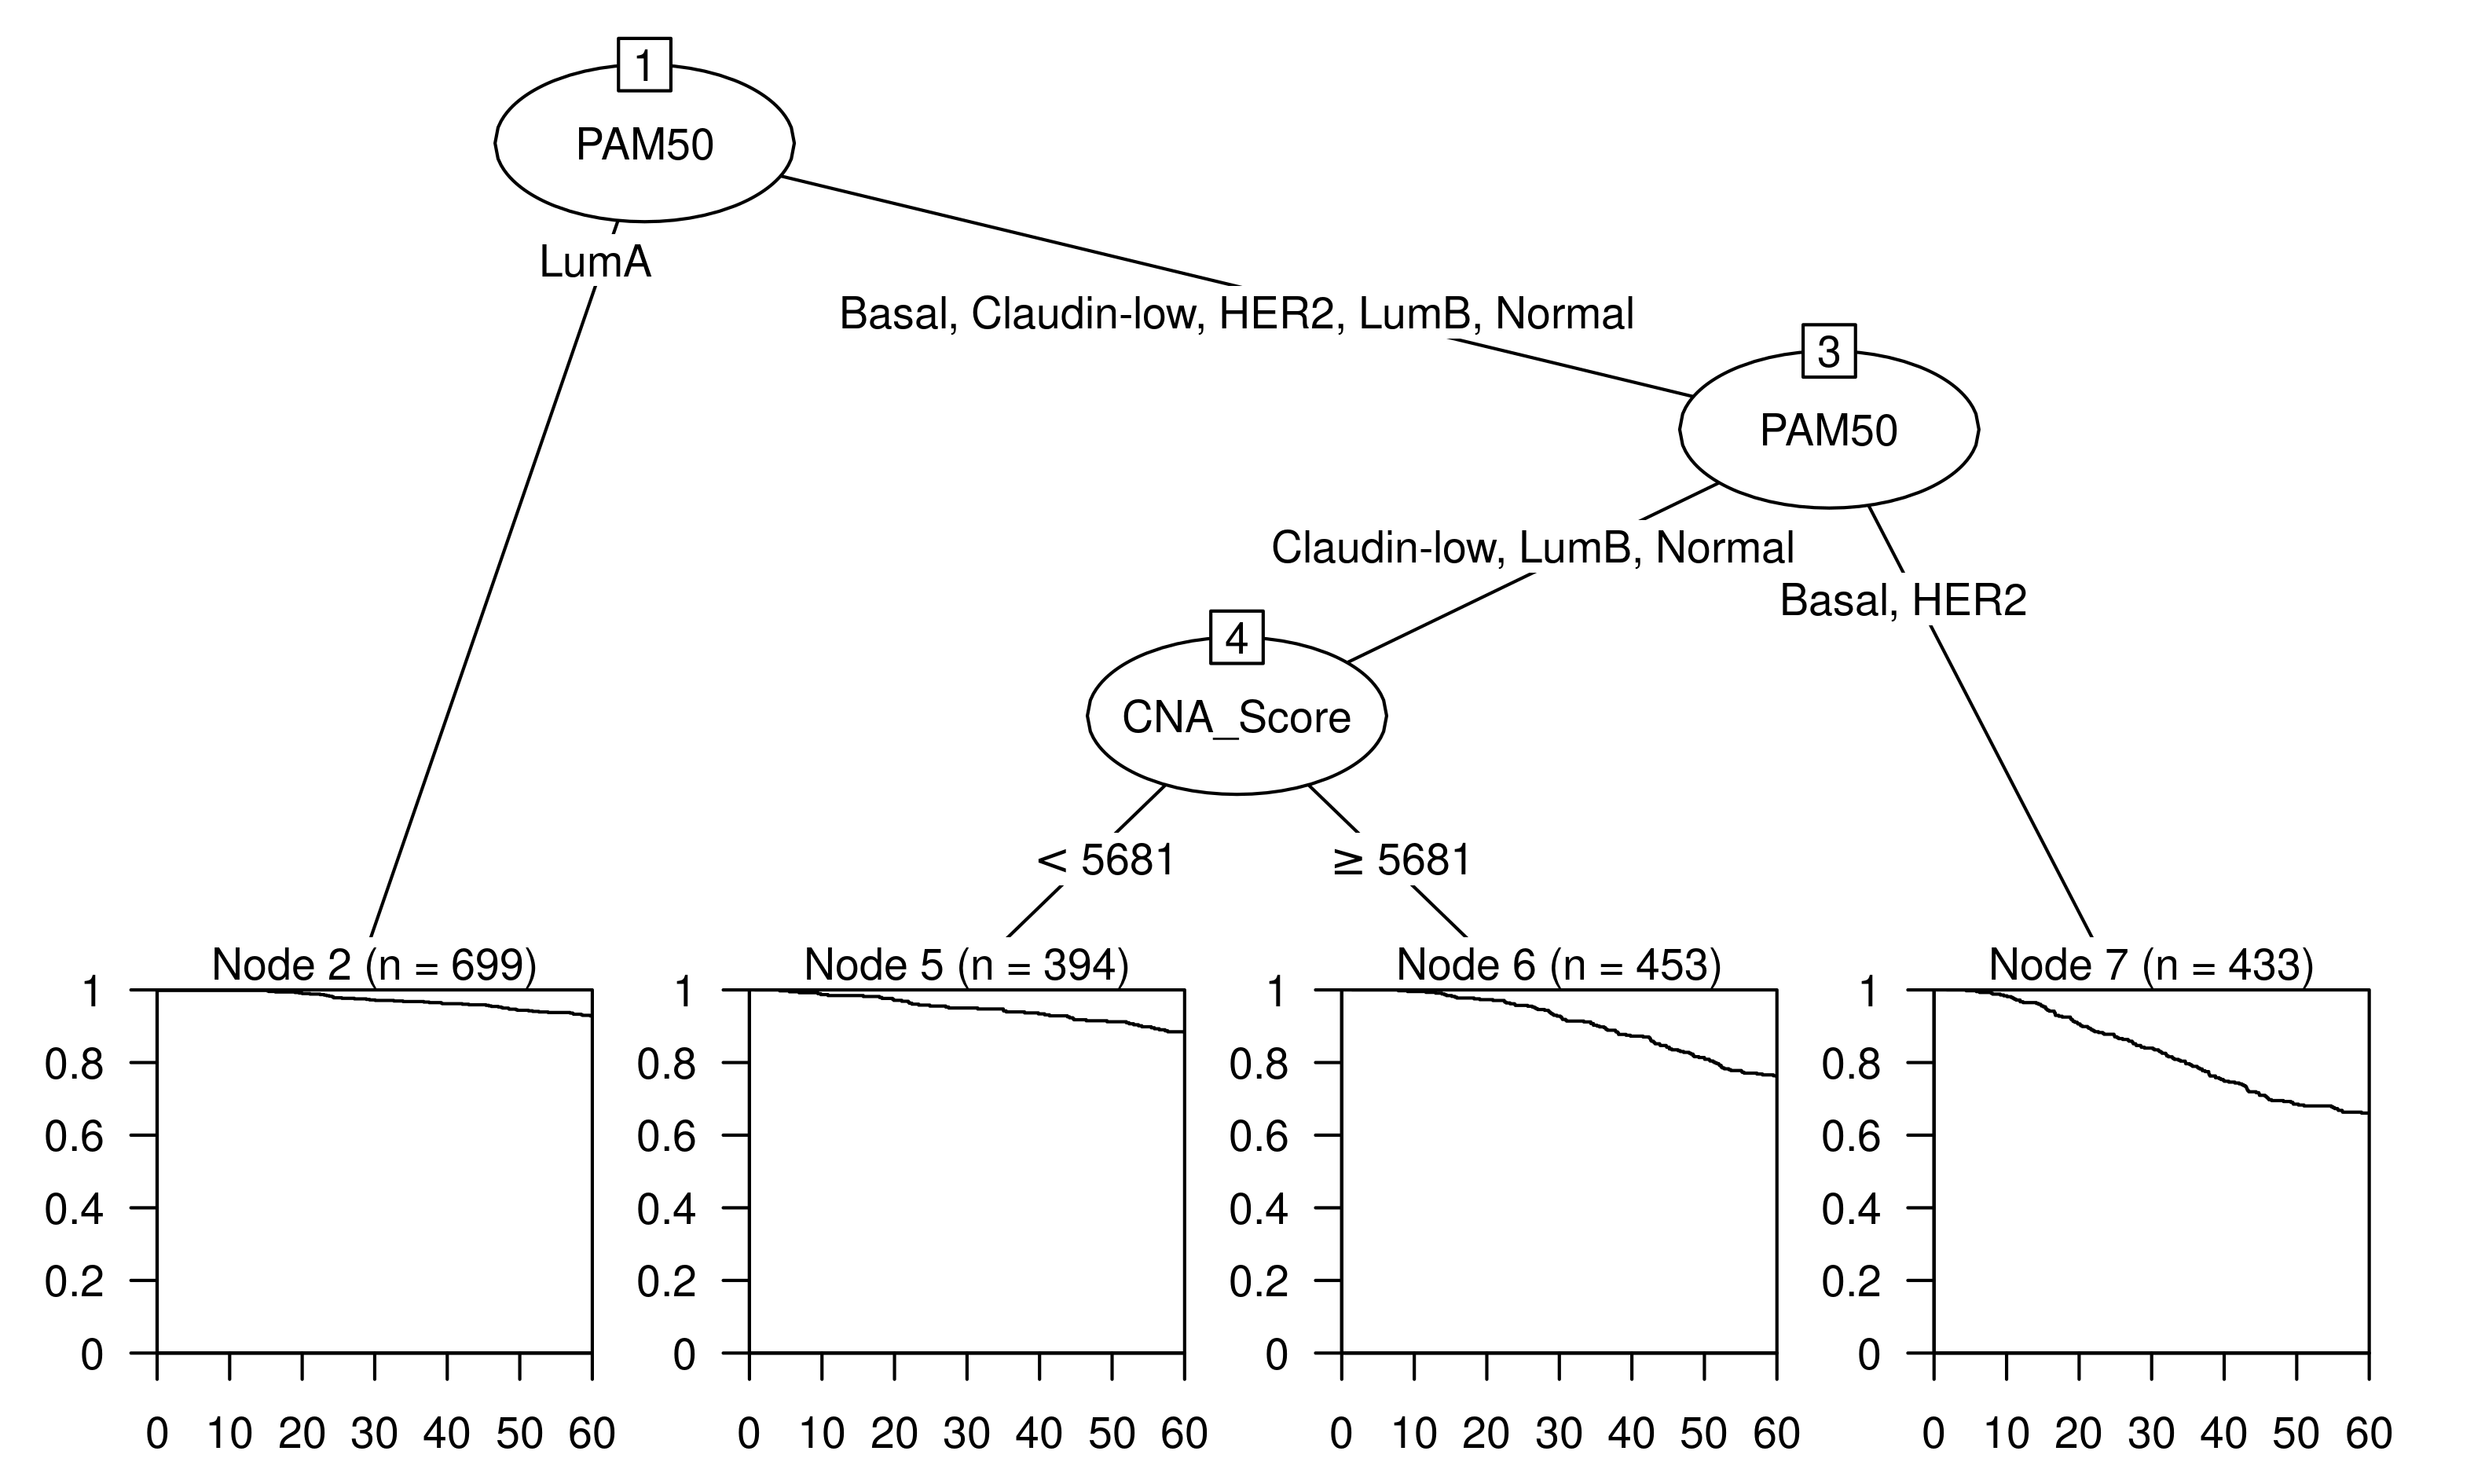 1
PAM50
LumA
Basal, Claudin-low, HER2, LumB, Normal
3
PAM50
Claudin-low, LumB, Normal
Basal, HER2
4
CNA_Score
< 5681
≥ 5681
Node 2 (n = 699)
1
0.8
0.6
0.4
0.2
0
0 10 20 30 40 50 60
Node 5 (n = 394)
1
0.8
0.6
0.4
0.2
0
0 10 20 30 40 50 60
Node 6 (n = 453)
1
0.8
0.6
0.4
0.2
0
0 10 20 30 40 50 60
Node 7 (n = 433)
1
0.8
0.6
0.4
0.2
0
0 10 20 30 40 50 60